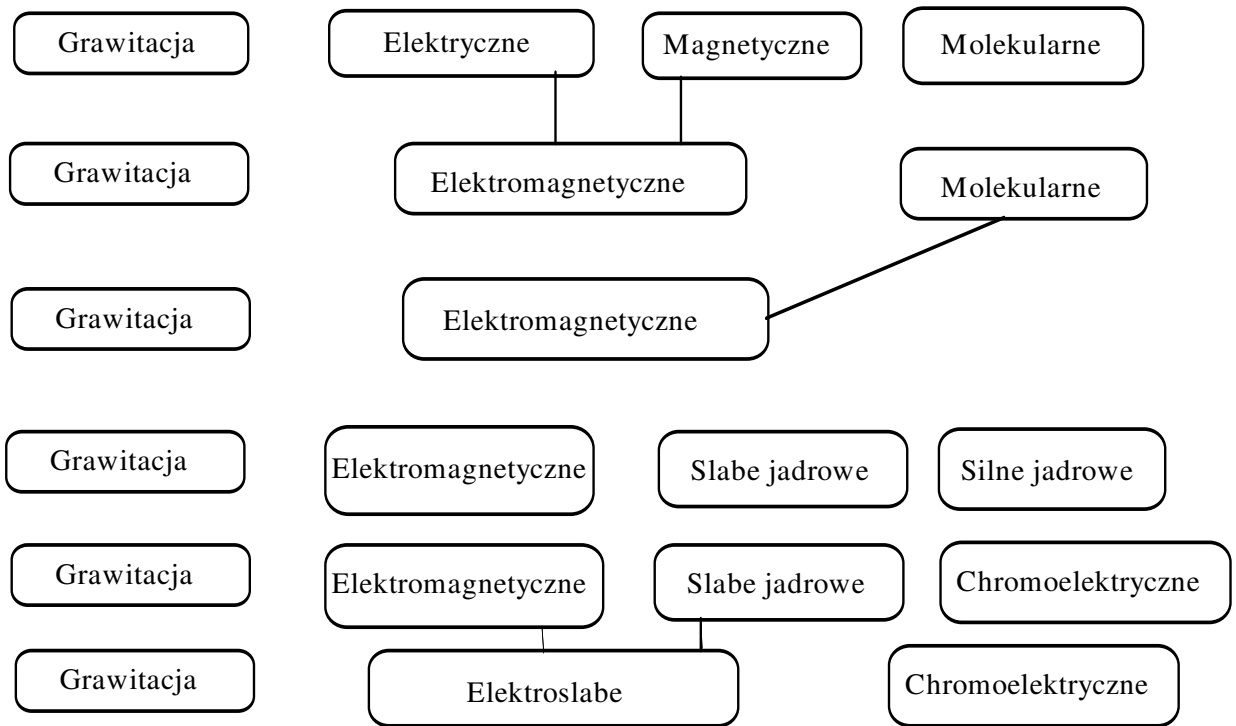 Grawitacja
Elektryczne
Magnetyczne
Molekularne
Grawitacja
Elektromagnetyczne
Molekularne
Grawitacja
Elektromagnetyczne
Grawitacja
Elektromagnetyczne
Slabe jadrowe
Silne jadrowe
Grawitacja
Elektromagnetyczne
Slabe jadrowe
Chromoelektryczne
Grawitacja
Elektroslabe
Chromoelektryczne